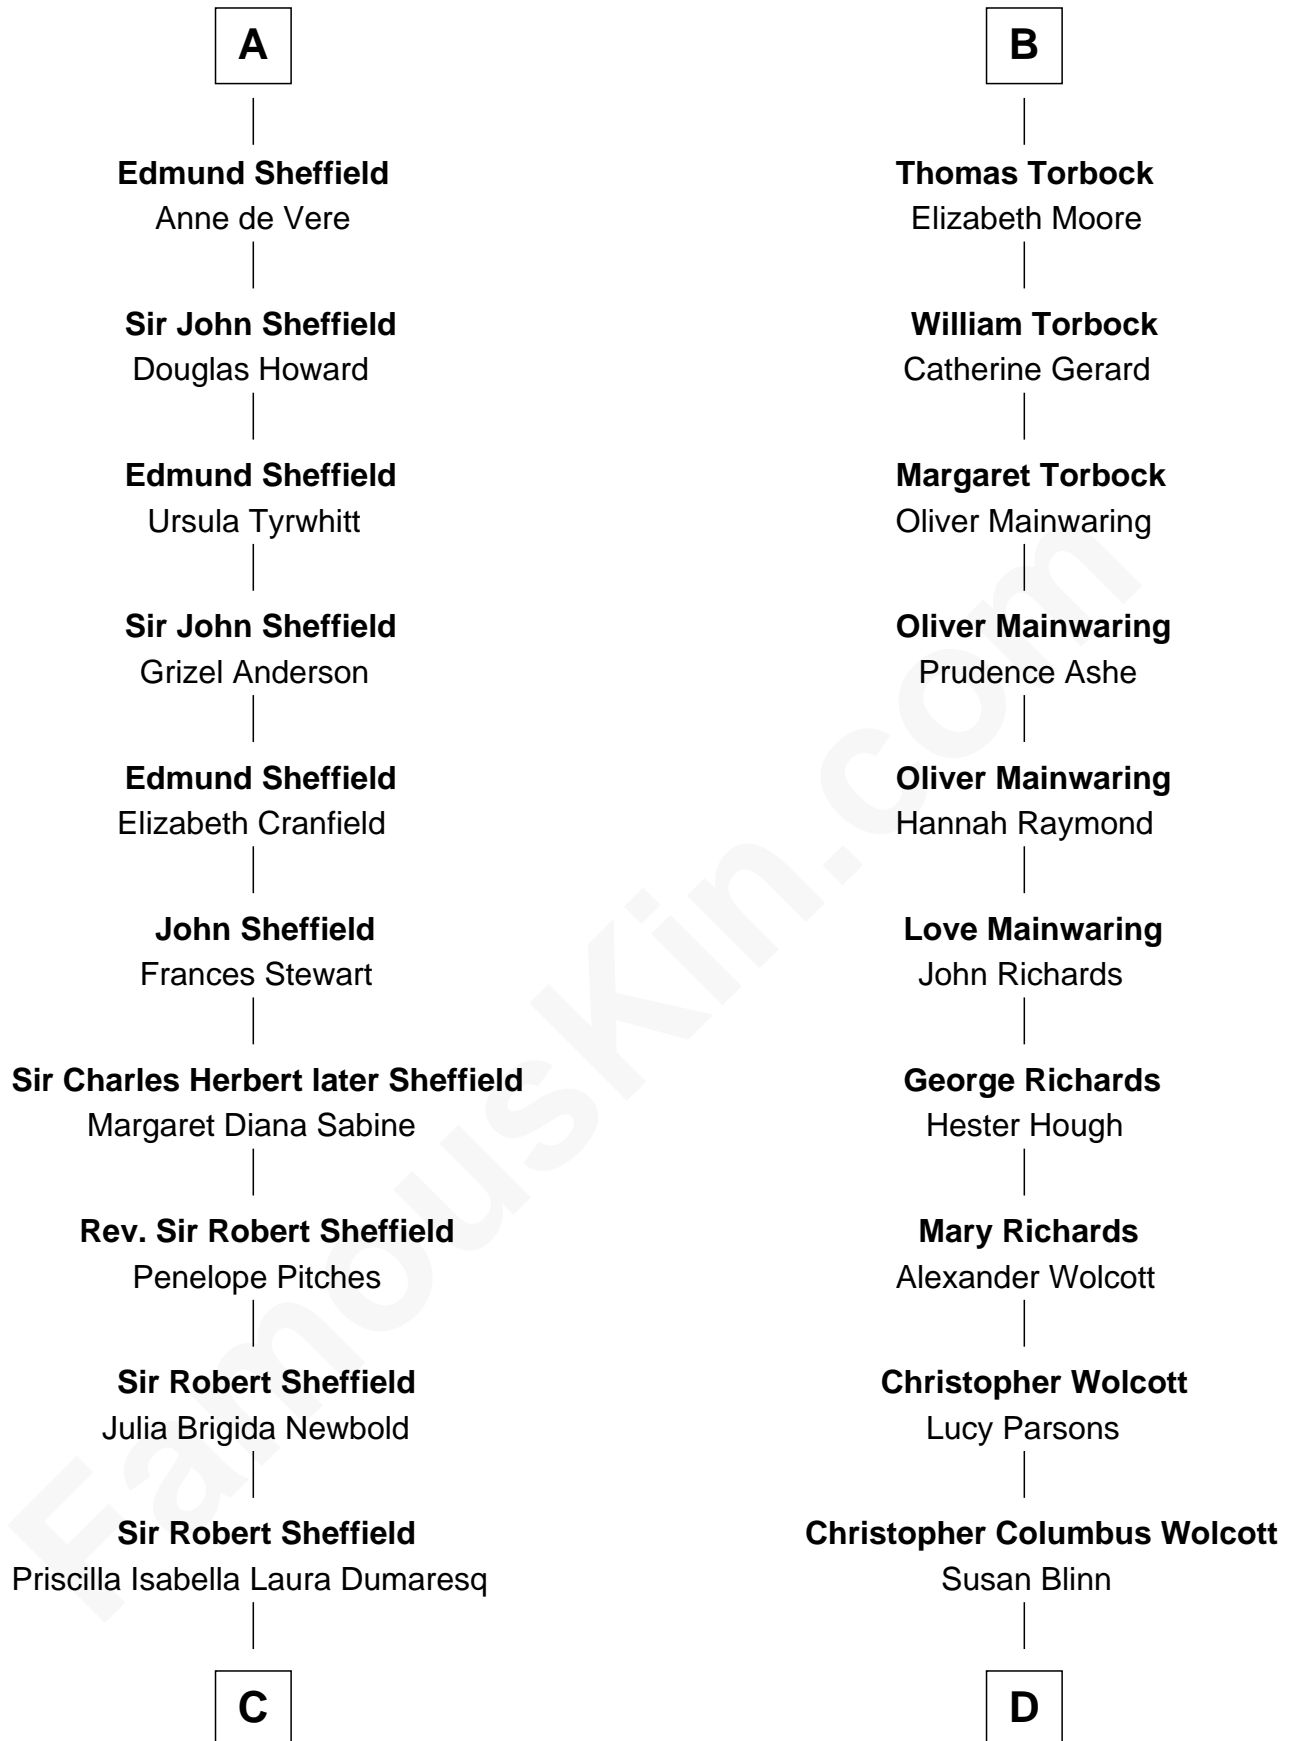 A
Edmund Sheffield
Anne de Vere
Sir John Sheffield
Douglas Howard
Edmund Sheffield
Ursula Tyrwhitt
Sir John Sheffield
Grizel Anderson
Edmund Sheffield
Elizabeth Cranfield
John Sheffield
Frances Stewart
Sir Charles Herbert later Sheffield
Margaret Diana Sabine
Rev. Sir Robert Sheffield
Penelope Pitches
Sir Robert Sheffield
Julia Brigida Newbold
Sir Robert Sheffield
Priscilla Isabella Laura Dumaresq
C
B
Thomas Torbock
Elizabeth Moore
William Torbock
Catherine Gerard
Margaret Torbock
Oliver Mainwaring
Oliver Mainwaring
Prudence Ashe
Oliver Mainwaring
Hannah Raymond
Love Mainwaring
John Richards
George Richards
Hester Hough
Mary Richards
Alexander Wolcott
Christopher Wolcott
Lucy Parsons
Christopher Columbus Wolcott
Susan Blinn
D
FamousKin.com